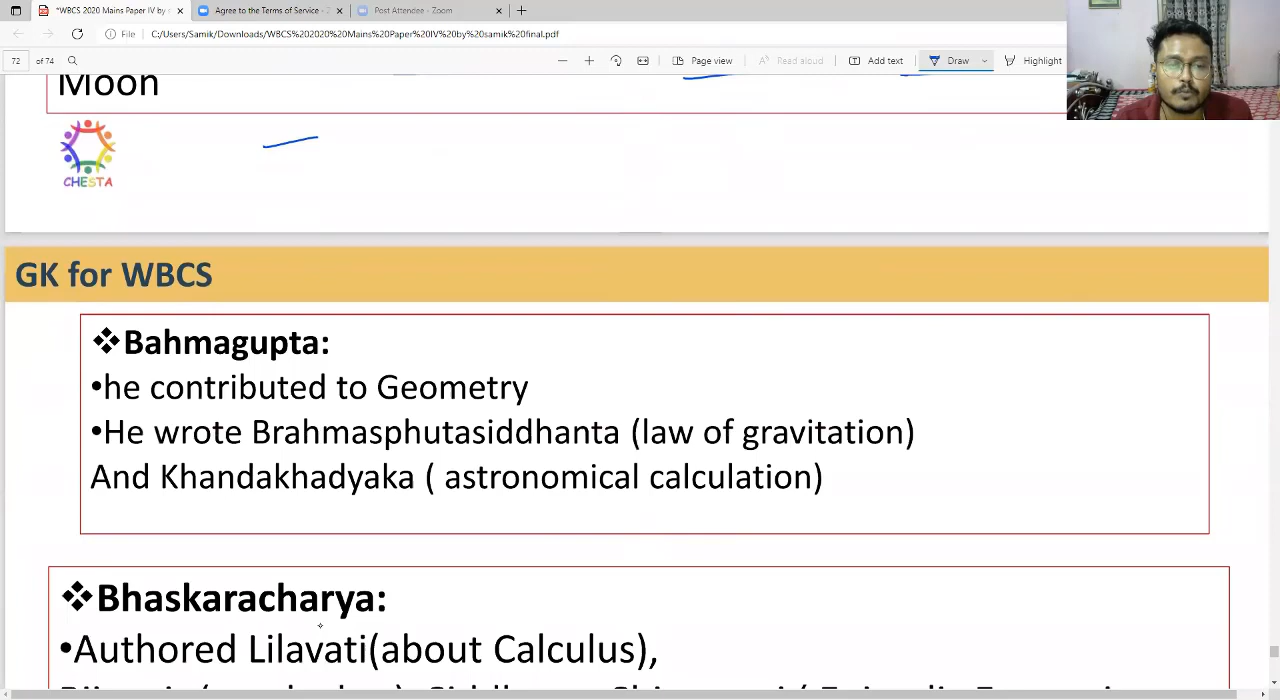 *WBCS 2020 Mains Paper IV by s
Agree to the Terms of Service - Z
Post Attendee - Zoom
File
C:/Users/Samik/Downloads/WBCS%202020%20Mains%20Paper%20IV%20by%20samik%20final.pdf
72 of 74
Page view
Read aloud
Add text
Draw
Highlight
Moon
CHESTA
GK for WBCS
❖Bahmagupta:
•he contributed to Geometry
•He wrote Brahmasphutasiddhanta (law of gravitation)
And Khandakhadyaka ( astronomical calculation)
❖Bhaskaracharya:
•Authored Lilavati(about Calculus),